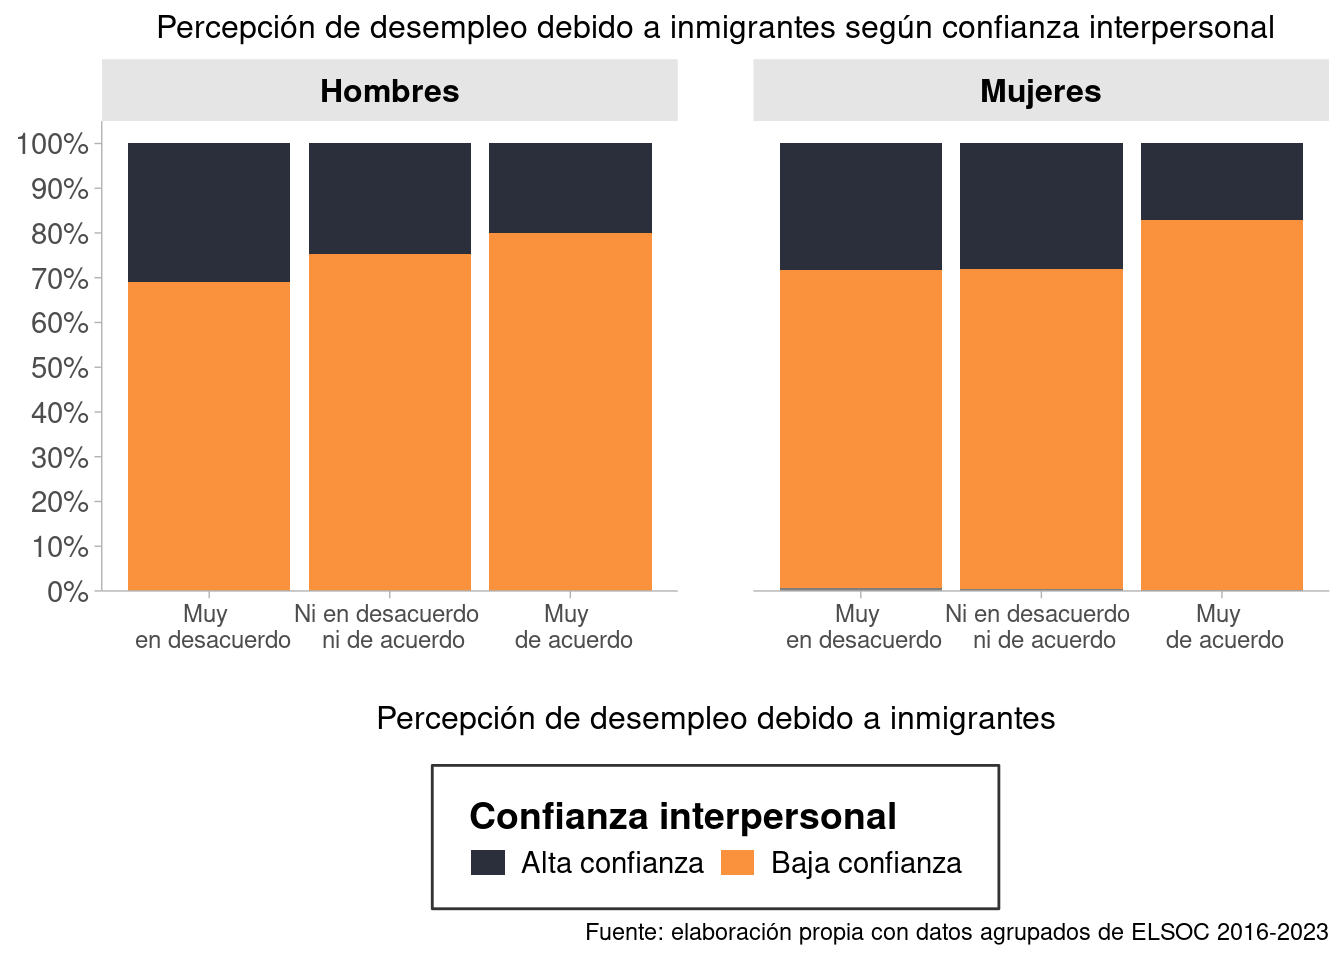 Percepción de desempleo debido a inmigrantes según confianza interpersonal
Hombres
Mujeres
100%
90%
80%
70%
60%
50%
40%
30%
20%
10%
0%
Muy
en desacuerdo
Ni en desacuerdo
ni de acuerdo
Muy
de acuerdo
Muy
en desacuerdo
Ni en desacuerdo
ni de acuerdo
Muy
de acuerdo
Percepción de desempleo debido a inmigrantes
Confianza interpersonal
Alta confianza
Baja confianza
Fuente: elaboración propia con datos agrupados de ELSOC 2016-2023